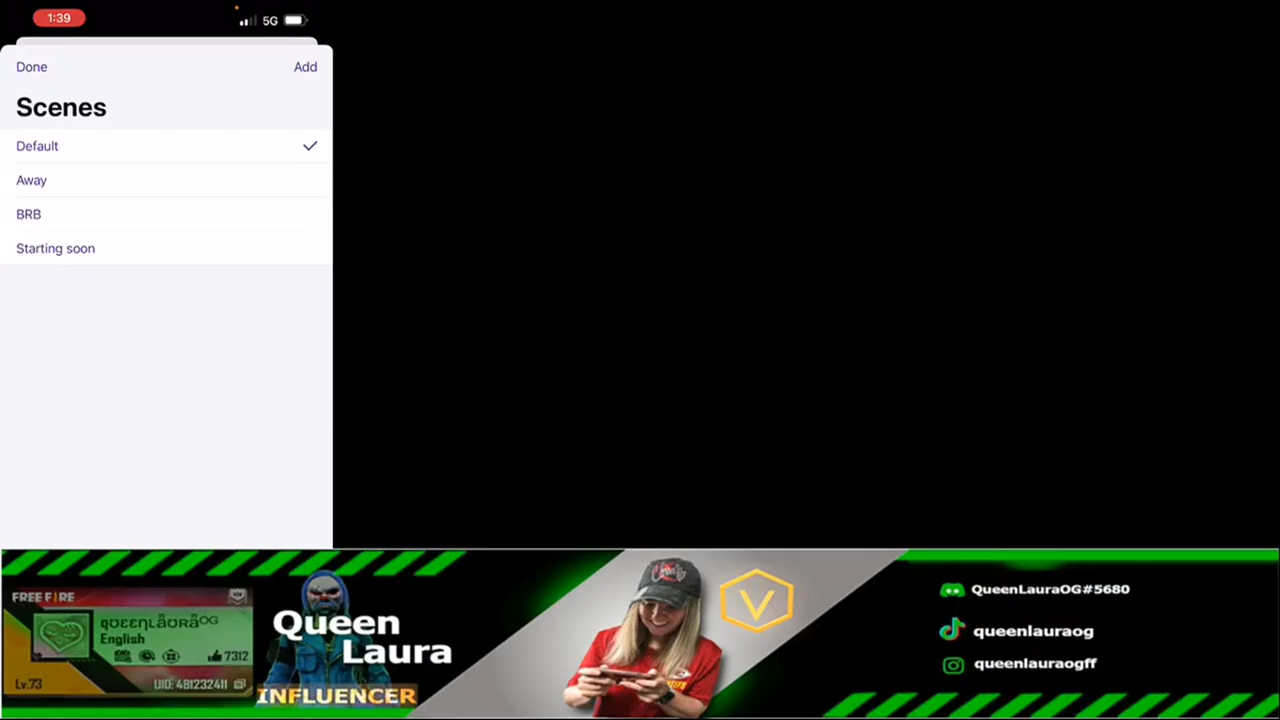 1:39
5G
Done
Add
Scenes
Default
Away
BRB
Starting soon
FREE FIRE
qυεεηLåυʀåᴼᴳ
English
7312
Lv.73
UID: 481232411
Queen
Laura
INFLUENCER
V
QueenLauraOG#5680
queenlauraog
queenlauraogff